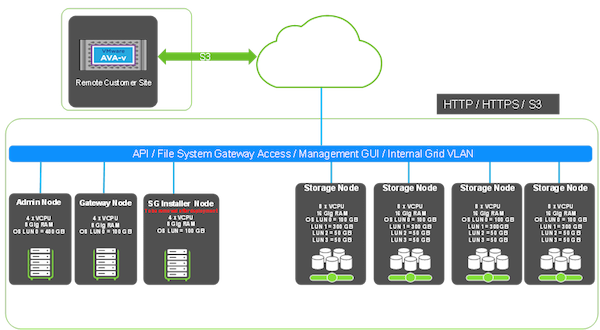 VMware
AVA-v
Remote Customer Site
S3
HTTP / HTTPS / S3
API / File System Gateway Access / Management GUI / Internal Grid VLAN
Admin Node
4 x VCPU
8 Gig RAM
OS LUN 0 = 400 GB
Gateway Node
4 x VCPU
8 Gig RAM
OS LUN 0 = 100 GB
SG Installer Node
4 x VCPU
8 Gig RAM
OS LUN = 100 GB
Storage Node
8 x VCPU
16 Gig RAM
OS LUN 0 = 100 GB
LUN 1 = 300 GB
LUN 2 = 50 GB
LUN 3 = 50 GB
Storage Node
8 x VCPU
16 Gig RAM
OS LUN 0 = 100 GB
LUN 1 = 300 GB
LUN 2 = 50 GB
LUN 3 = 50 GB
Storage Node
8 x VCPU
16 Gig RAM
OS LUN 0 = 100 GB
LUN 1 = 300 GB
LUN 2 = 50 GB
LUN 3 = 50 GB
Storage Node
8 x VCPU
16 Gig RAM
OS LUN 0 = 100 GB
LUN 1 = 300 GB
LUN 2 = 50 GB
LUN 3 = 50 GB